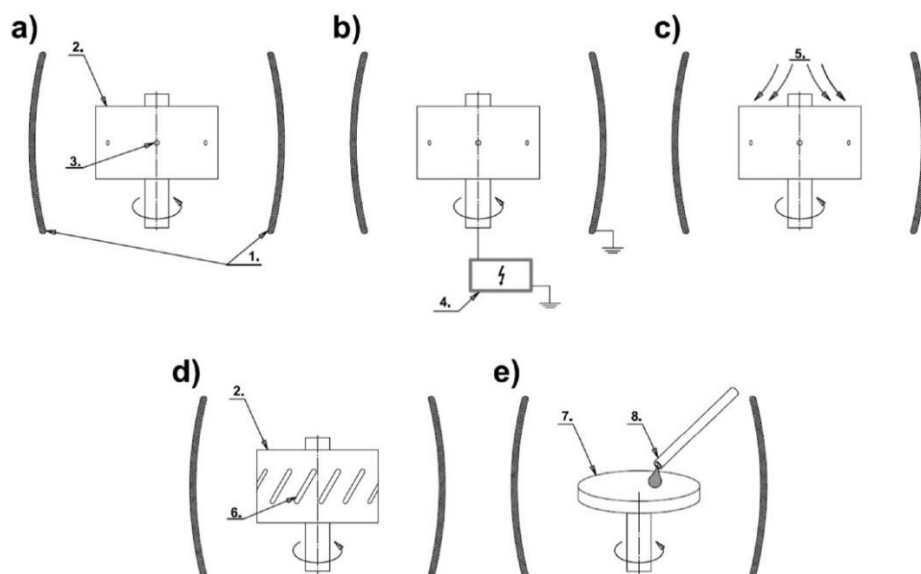 a)
b)
c)
2.
5.
3.
1.
4.
d)
e)
2.
7.
8.
6.